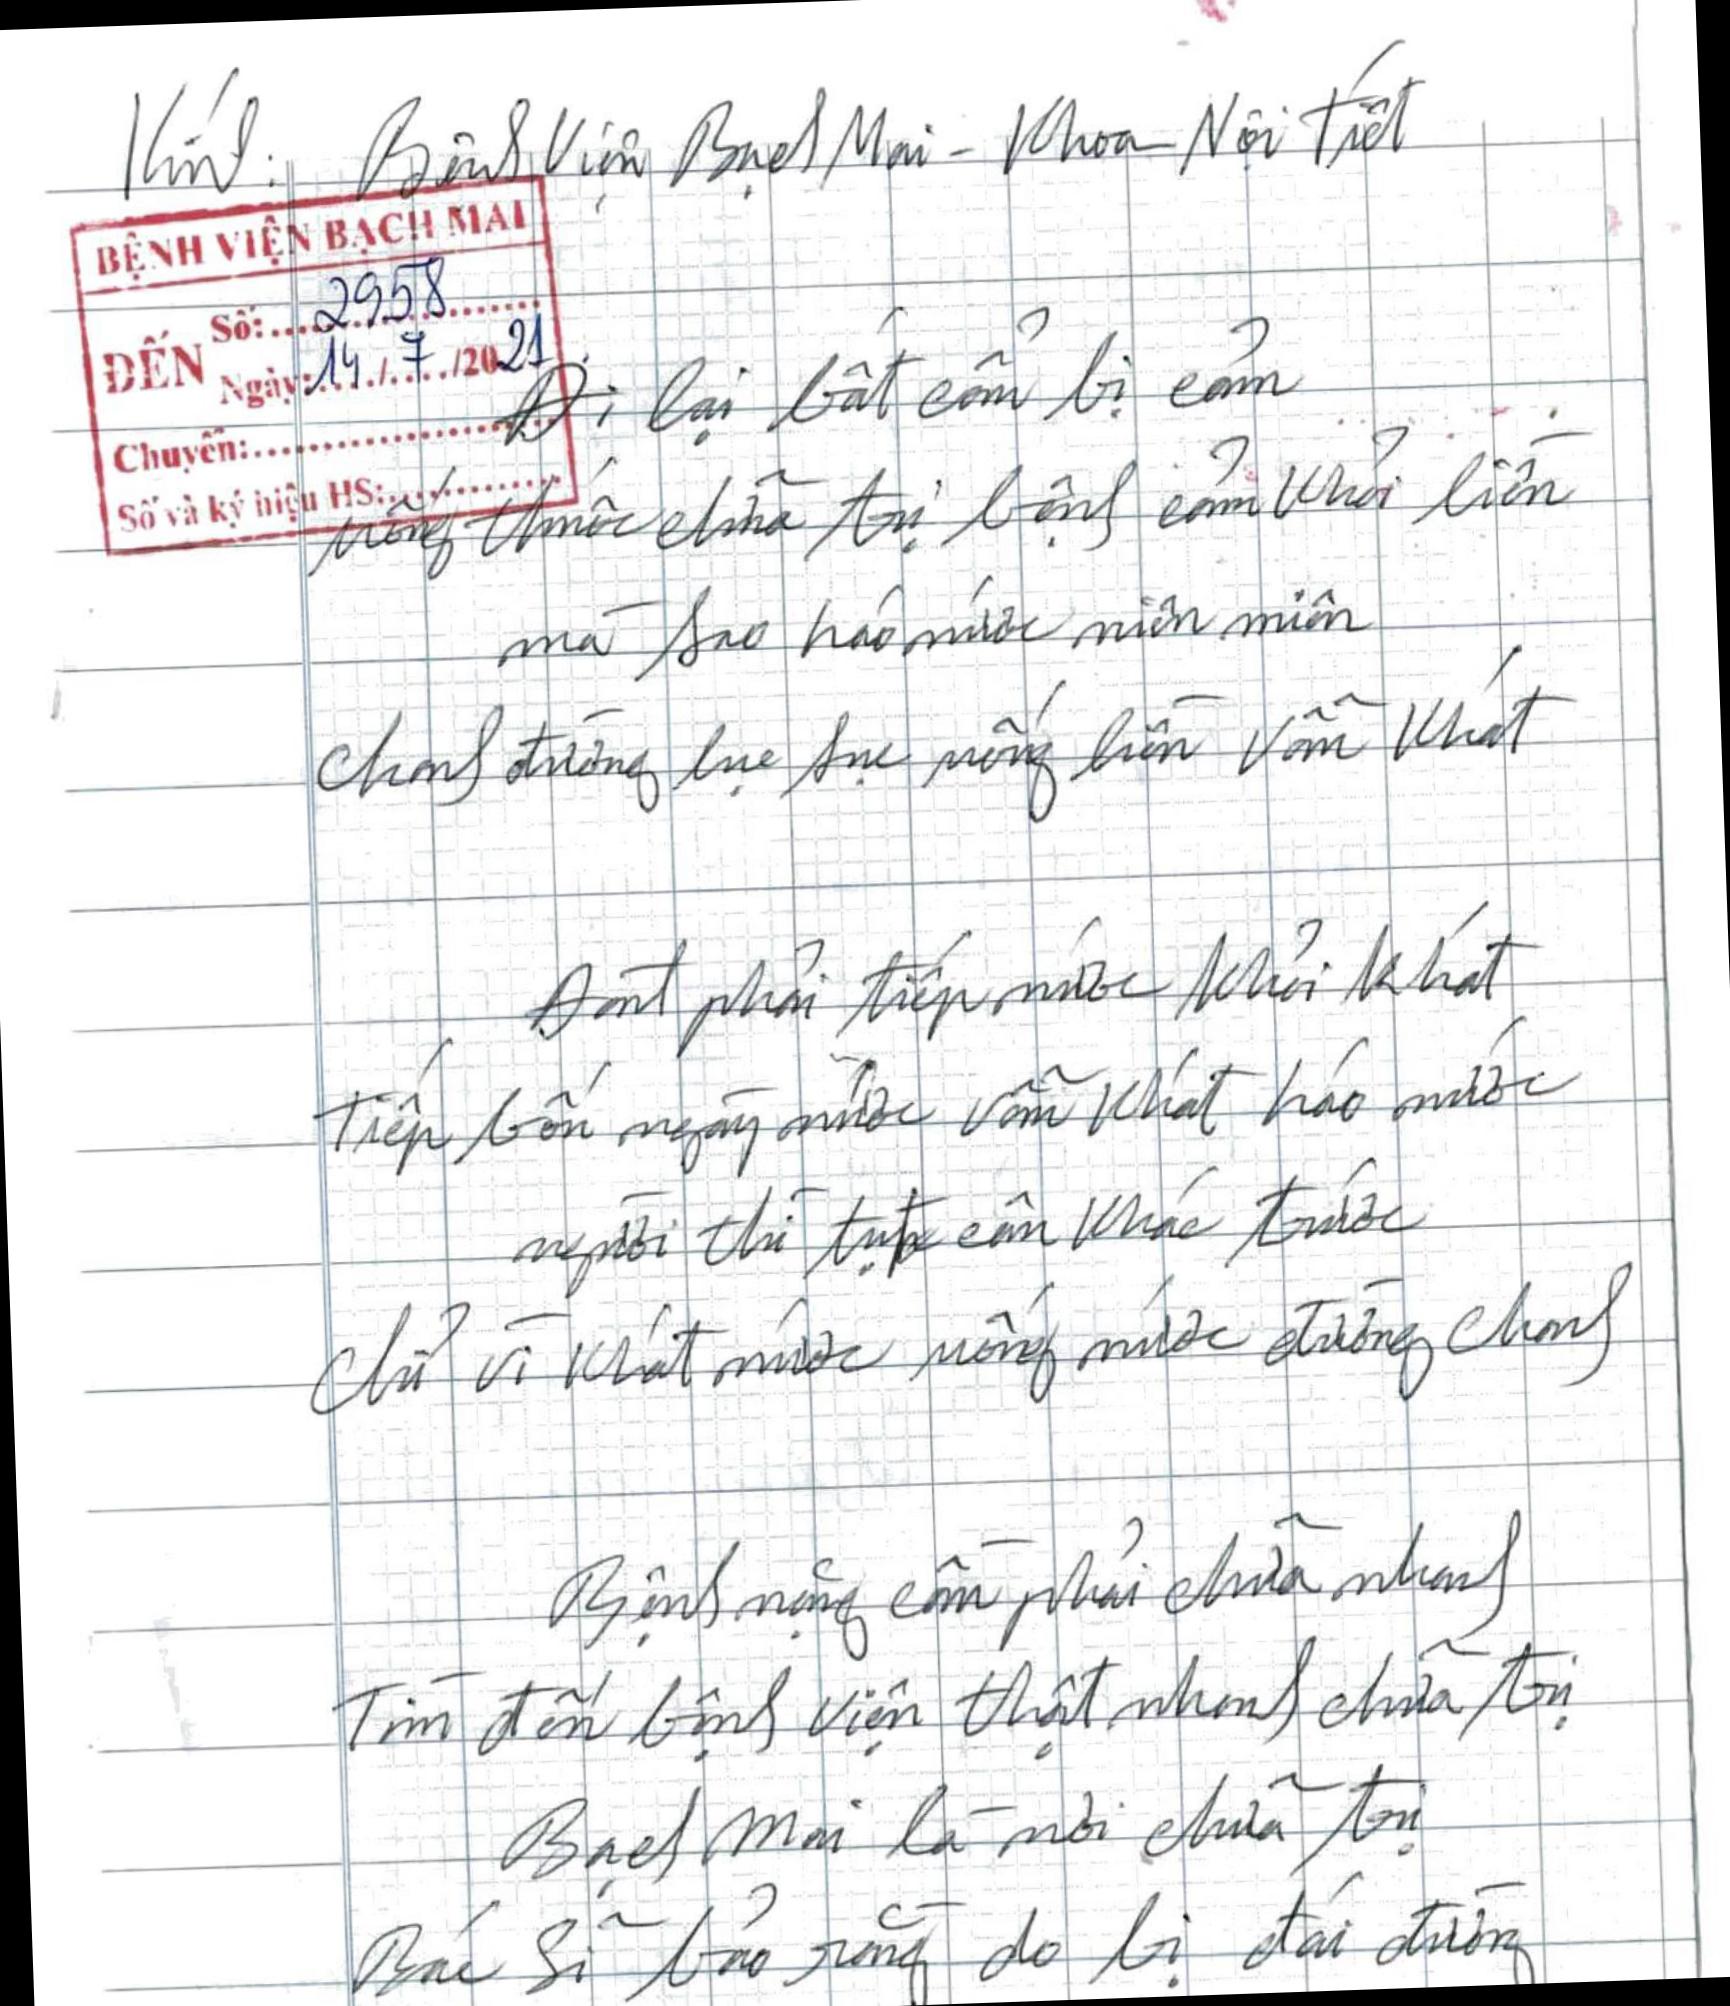 Kính: Bệnh Viện Bạch Mai - Khoa Nội Tiết
BỆNH VIỆN BẠCH MAI
Số: 2958
ĐẾN
Ngày: 14 / 7 / 2021
Chuyển:
Số và ký hiệu HS:
Đi lại bất cẩn bị cảm
uống thuốc chữa trị bệnh cảm khỏi liền
mà sao háo nước miên miên
chanh đường lục sục uống liền vẫn khát
Đành phải tiếp nước khỏi khát
Tiếp bốn ngày nước vẫn khát háo nước
người thì tụt cân khác trước
chỉ vì khát nước uống nước đường chanh
Bệnh nặng cần phải chữa nhanh
Tìm đến bệnh viện thật nhanh chữa trị
Bạch Mai là nơi chữa trị
Bác sĩ bảo rằng do bị đái đường